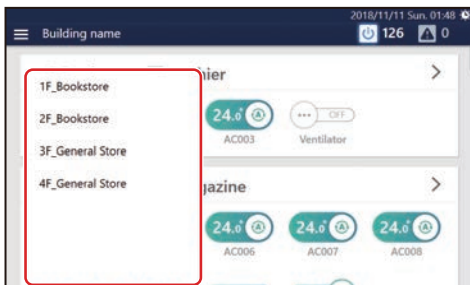 2018/11/11 Sun. 01:48
Building name
126
0
1F_Bookstore
2F_Bookstore
3F_General Store
4F_General Store
hier
24.0° A
OFF
AC003
Ventilator
gazine
24.0° A
24.0° A
24.0° A
AC006
AC007
AC008